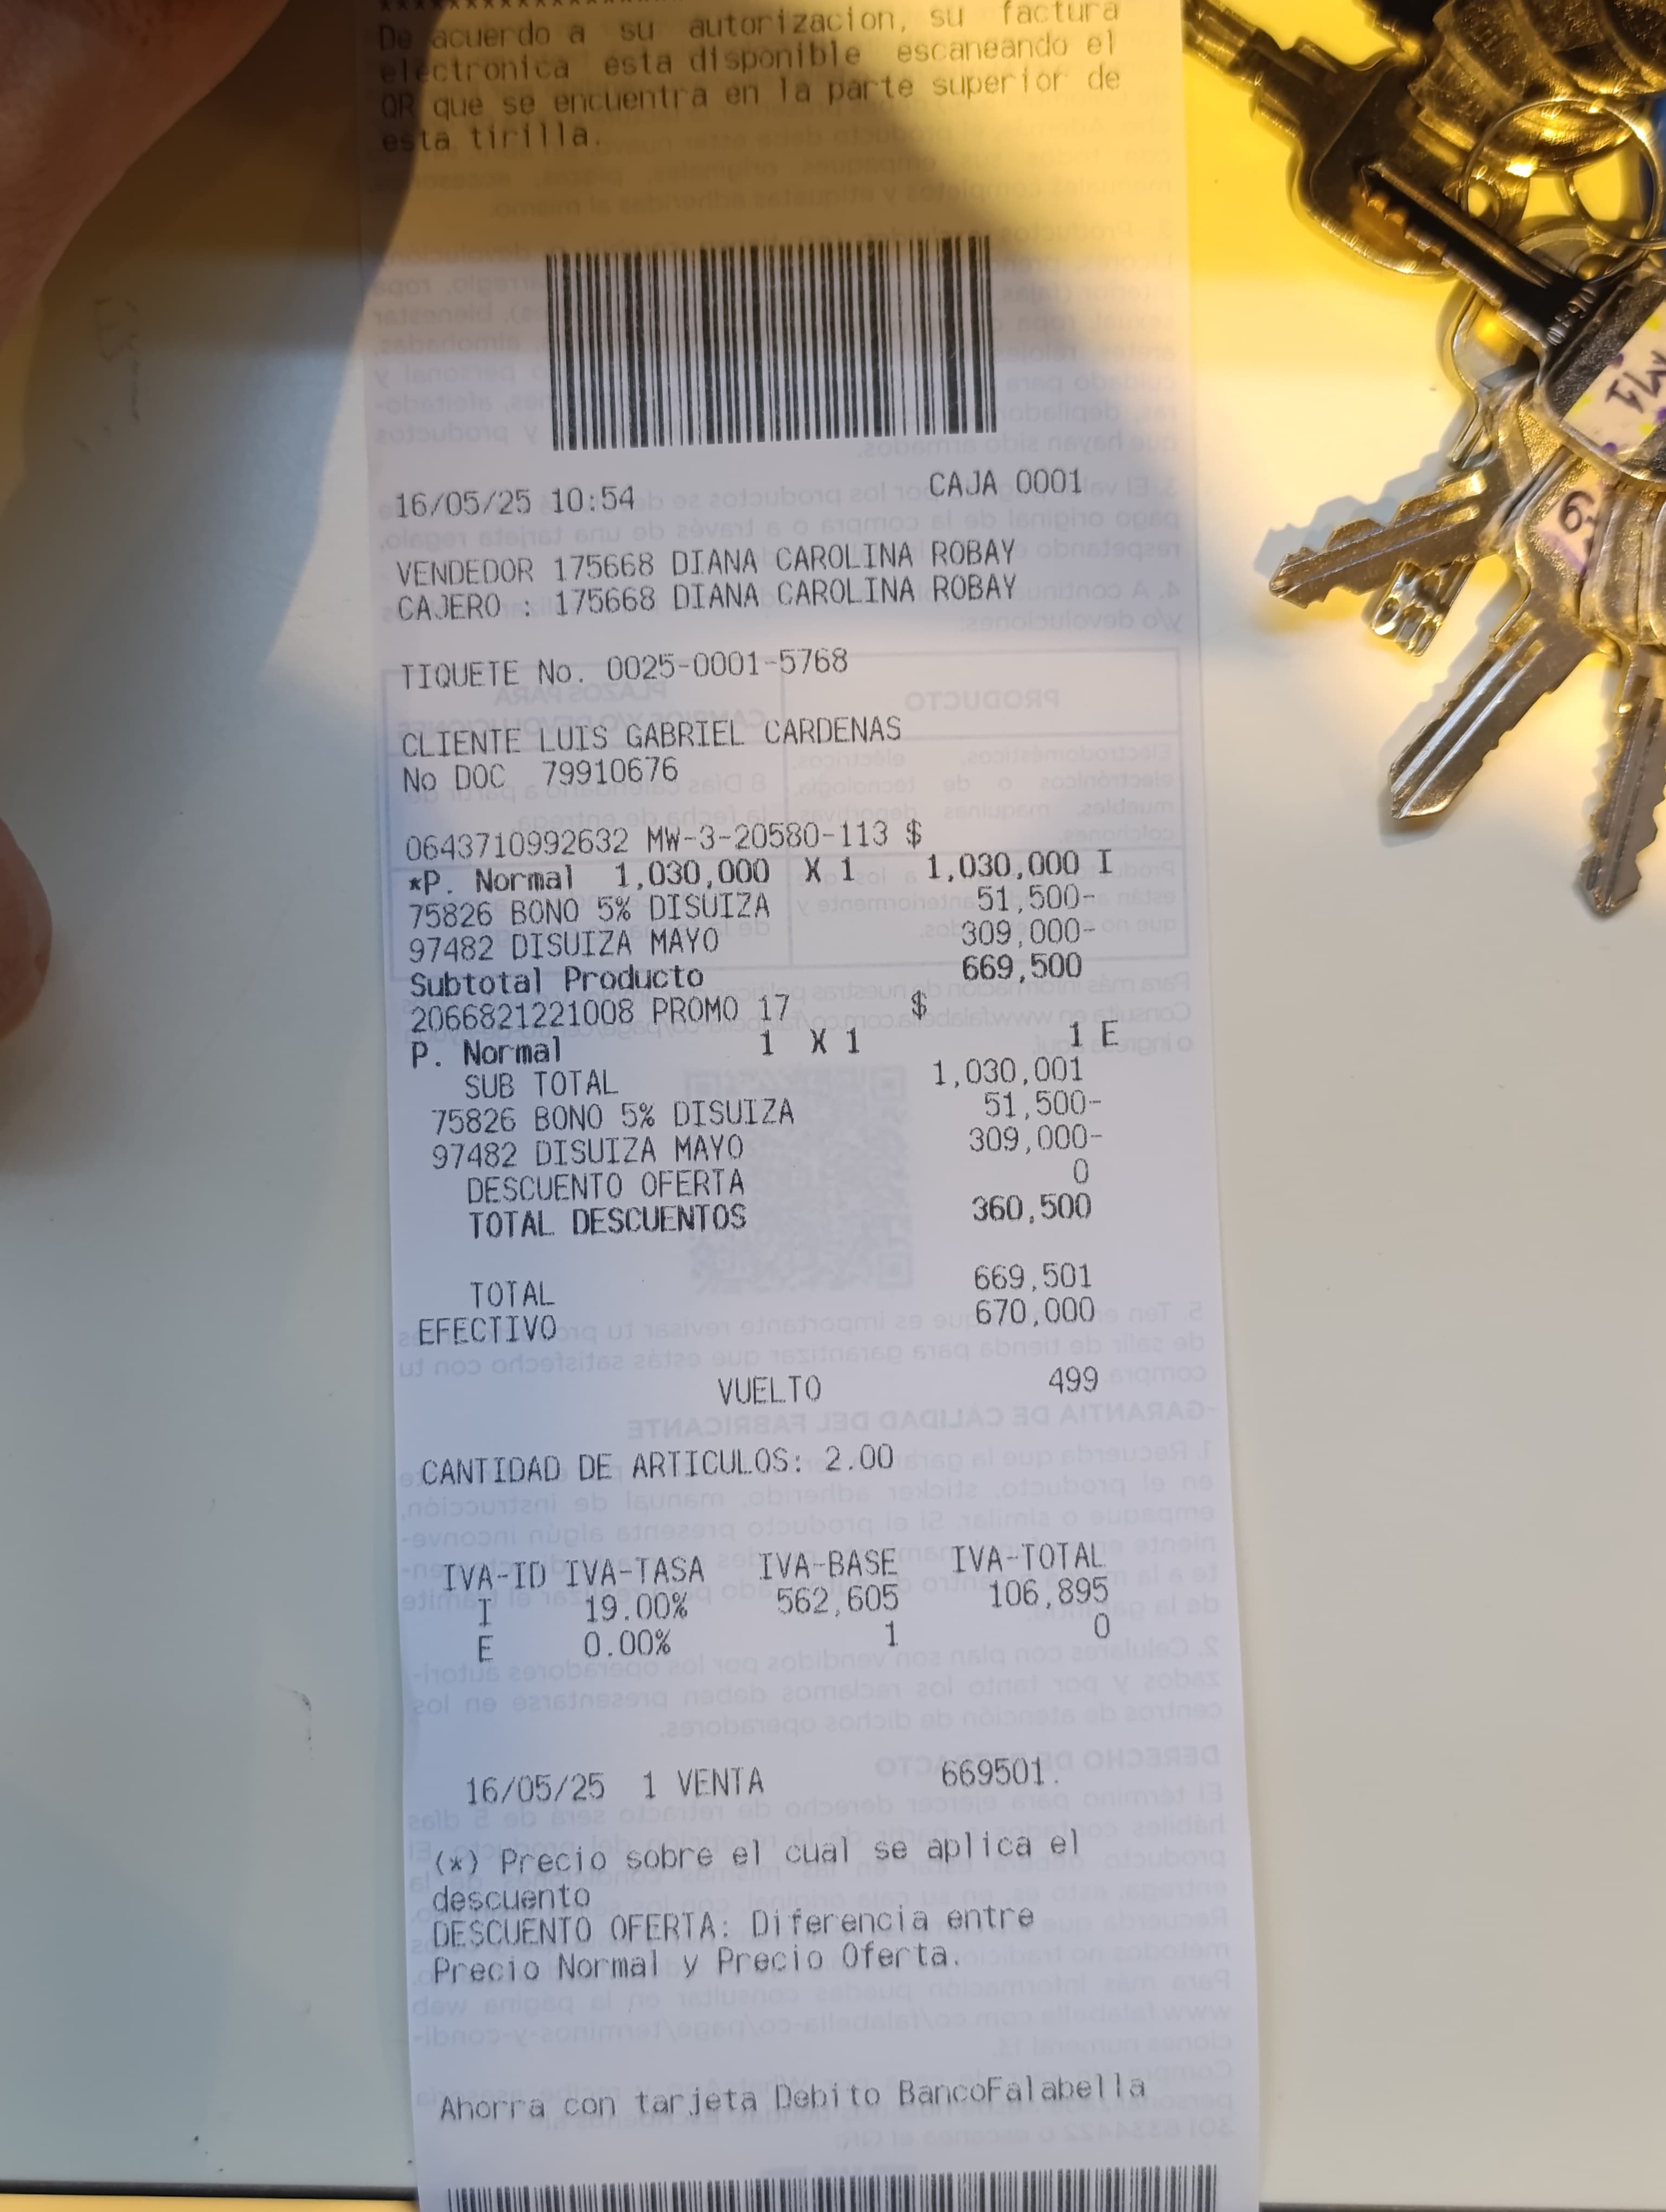 De acuerdo a su autorizacion, su factura
electronica esta disponible escaneando el
QR que se encuentra en la parte superior de
esta tirilla.
16/05/25 10:54 CAJA 0001
VENDEDOR 175668 DIANA CAROLINA ROBAY
CAJERO : 175668 DIANA CAROLINA ROBAY
TIQUETE No. 0025-0001-5768
CLIENTE LUIS GABRIEL CARDENAS
No DOC 79910676
0643710992632 MW-3-20580-113 $
*P. Normal 1,030,000 X 1 1,030,000 I
75826 BONO 5% DISUIZA 51,500-
97482 DISUIZA MAYO 309,000-
Subtotal Producto 669,500
2066821221008 PROMO 17 $
P. Normal 1 X 1 1 E
SUB TOTAL 1,030,001
75826 BONO 5% DISUIZA 51,500-
97482 DISUIZA MAYO 309,000-
DESCUENTO OFERTA 0
TOTAL DESCUENTOS 360,500
TOTAL 669,501
EFECTIVO 670,000
VUELTO 499
CANTIDAD DE ARTICULOS: 2.00
IVA-ID IVA-TASA IVA-BASE IVA-TOTAL
I 19.00% 562,605 106,895
E 0.00% 1 0
16/05/25 1 VENTA 669501.
(*) Precio sobre el cual se aplica el
descuento
DESCUENTO OFERTA: Diferencia entre
Precio Normal y Precio Oferta.
Ahorra con tarjeta Debito BancoFalabella